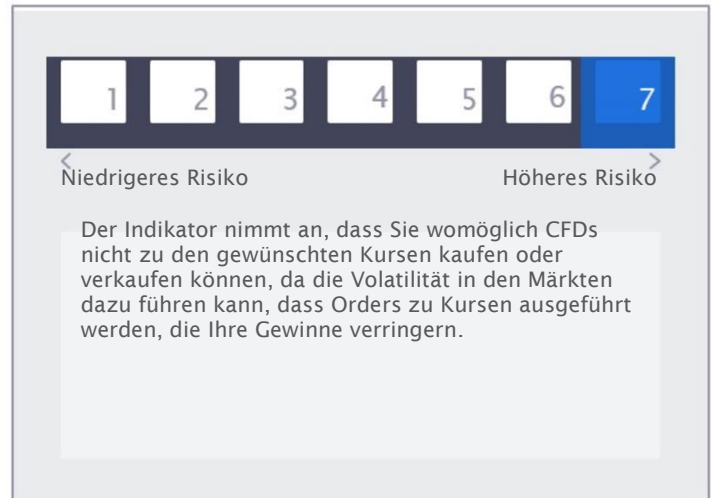 1 2 3 4 5 6 7
Niedrigeres Risiko Höheres Risiko
Der Indikator nimmt an, dass Sie womöglich CFDs
nicht zu den gewünschten Kursen kaufen oder
verkaufen können, da die Volatilität in den Märkten
dazu führen kann, dass Orders zu Kursen ausgeführt
werden, die Ihre Gewinne verringern.